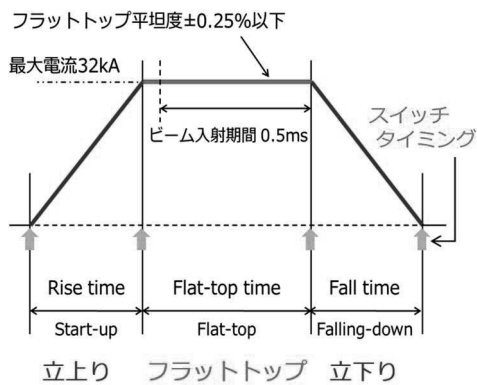 フラットトップ平坦度±0.25%以下
最大電流32kA
ビーム入射期間 0.5ms
スイッチ
タイミング
Rise time
Flat-top time
Fall time
Start-up
Flat-top
Falling-down
立上り
フラットトップ
立下り